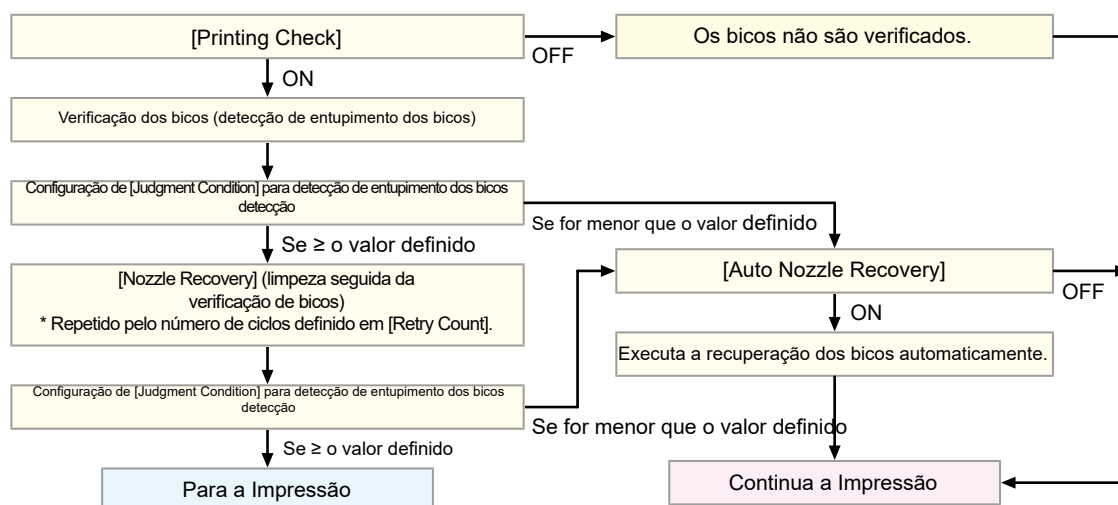 [Printing Check]
OFF
Os bicos não são verificados.
ON
Verificação dos bicos (detecção de entupimento dos bicos)
Configuração de [Judgment Condition] para detecção de entupimento dos bicos
detecção
Se for menor que o valor definido
Se ≥ o valor definido
[Nozzle Recovery] (limpeza seguida da
verificação de bicos)
* Repetido pelo número de ciclos definido em [Retry Count].
[Auto Nozzle Recovery]
OFF
ON
Executa a recuperação dos bicos automaticamente.
Configuração de [Judgment Condition] para detecção de entupimento dos bicos
detecção
Se for menor que o valor definido
Se ≥ o valor definido
Para a Impressão
Continua a Impressão